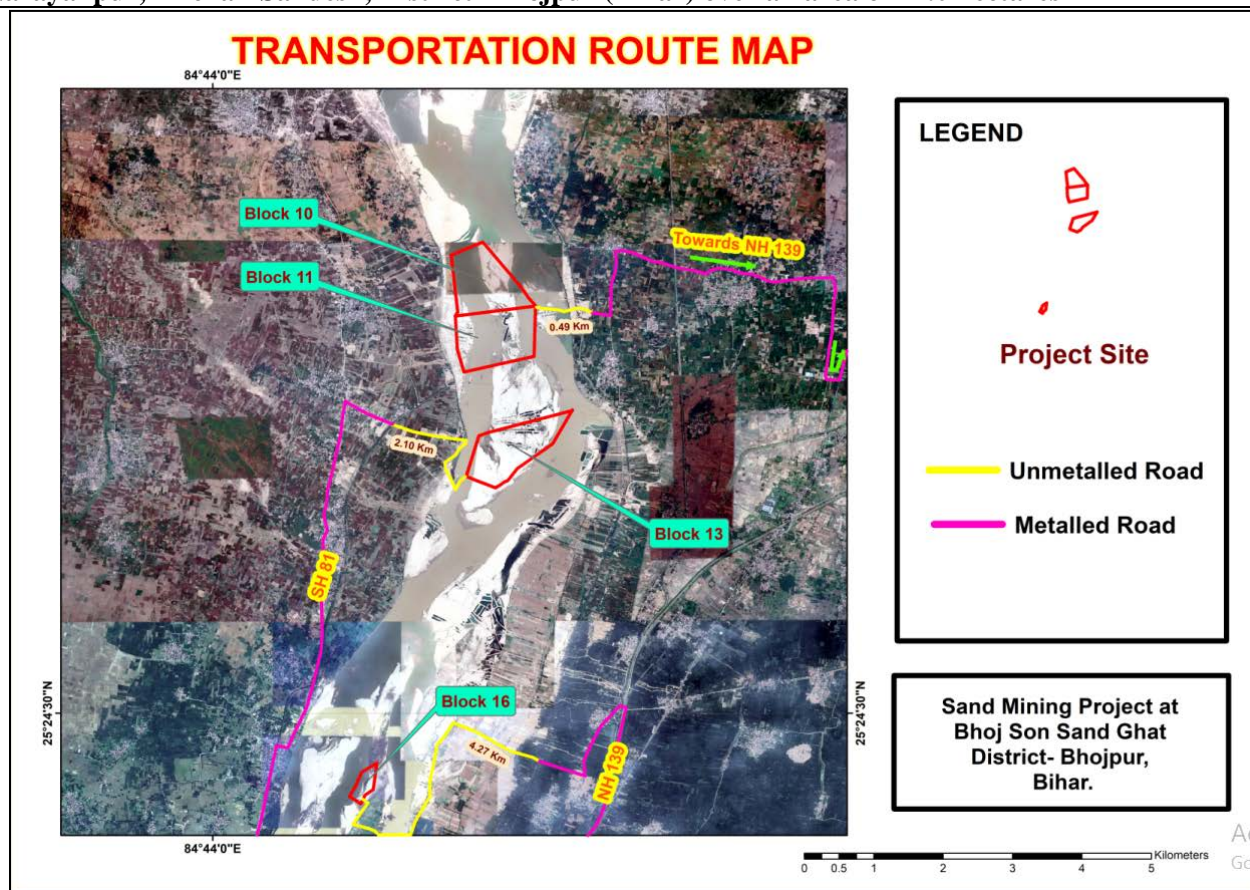 TRANSPORTATION ROUTE MAP
84°44'0"E
Block 10
Block 11
Towards NH 139
0.49 Km
2.10 Km
Block 13
SH 81
Block 16
4.27 Km
NH 139
25°24'30"N
25°24'30"N
84°44'0"E
LEGEND
Project Site
Unmetalled Road
Metalled Road
Sand Mining Project at
Bhoj Son Sand Ghat
District- Bhojpur,
Bihar.
Kilometers
0 0.5 1 2 3 4 5